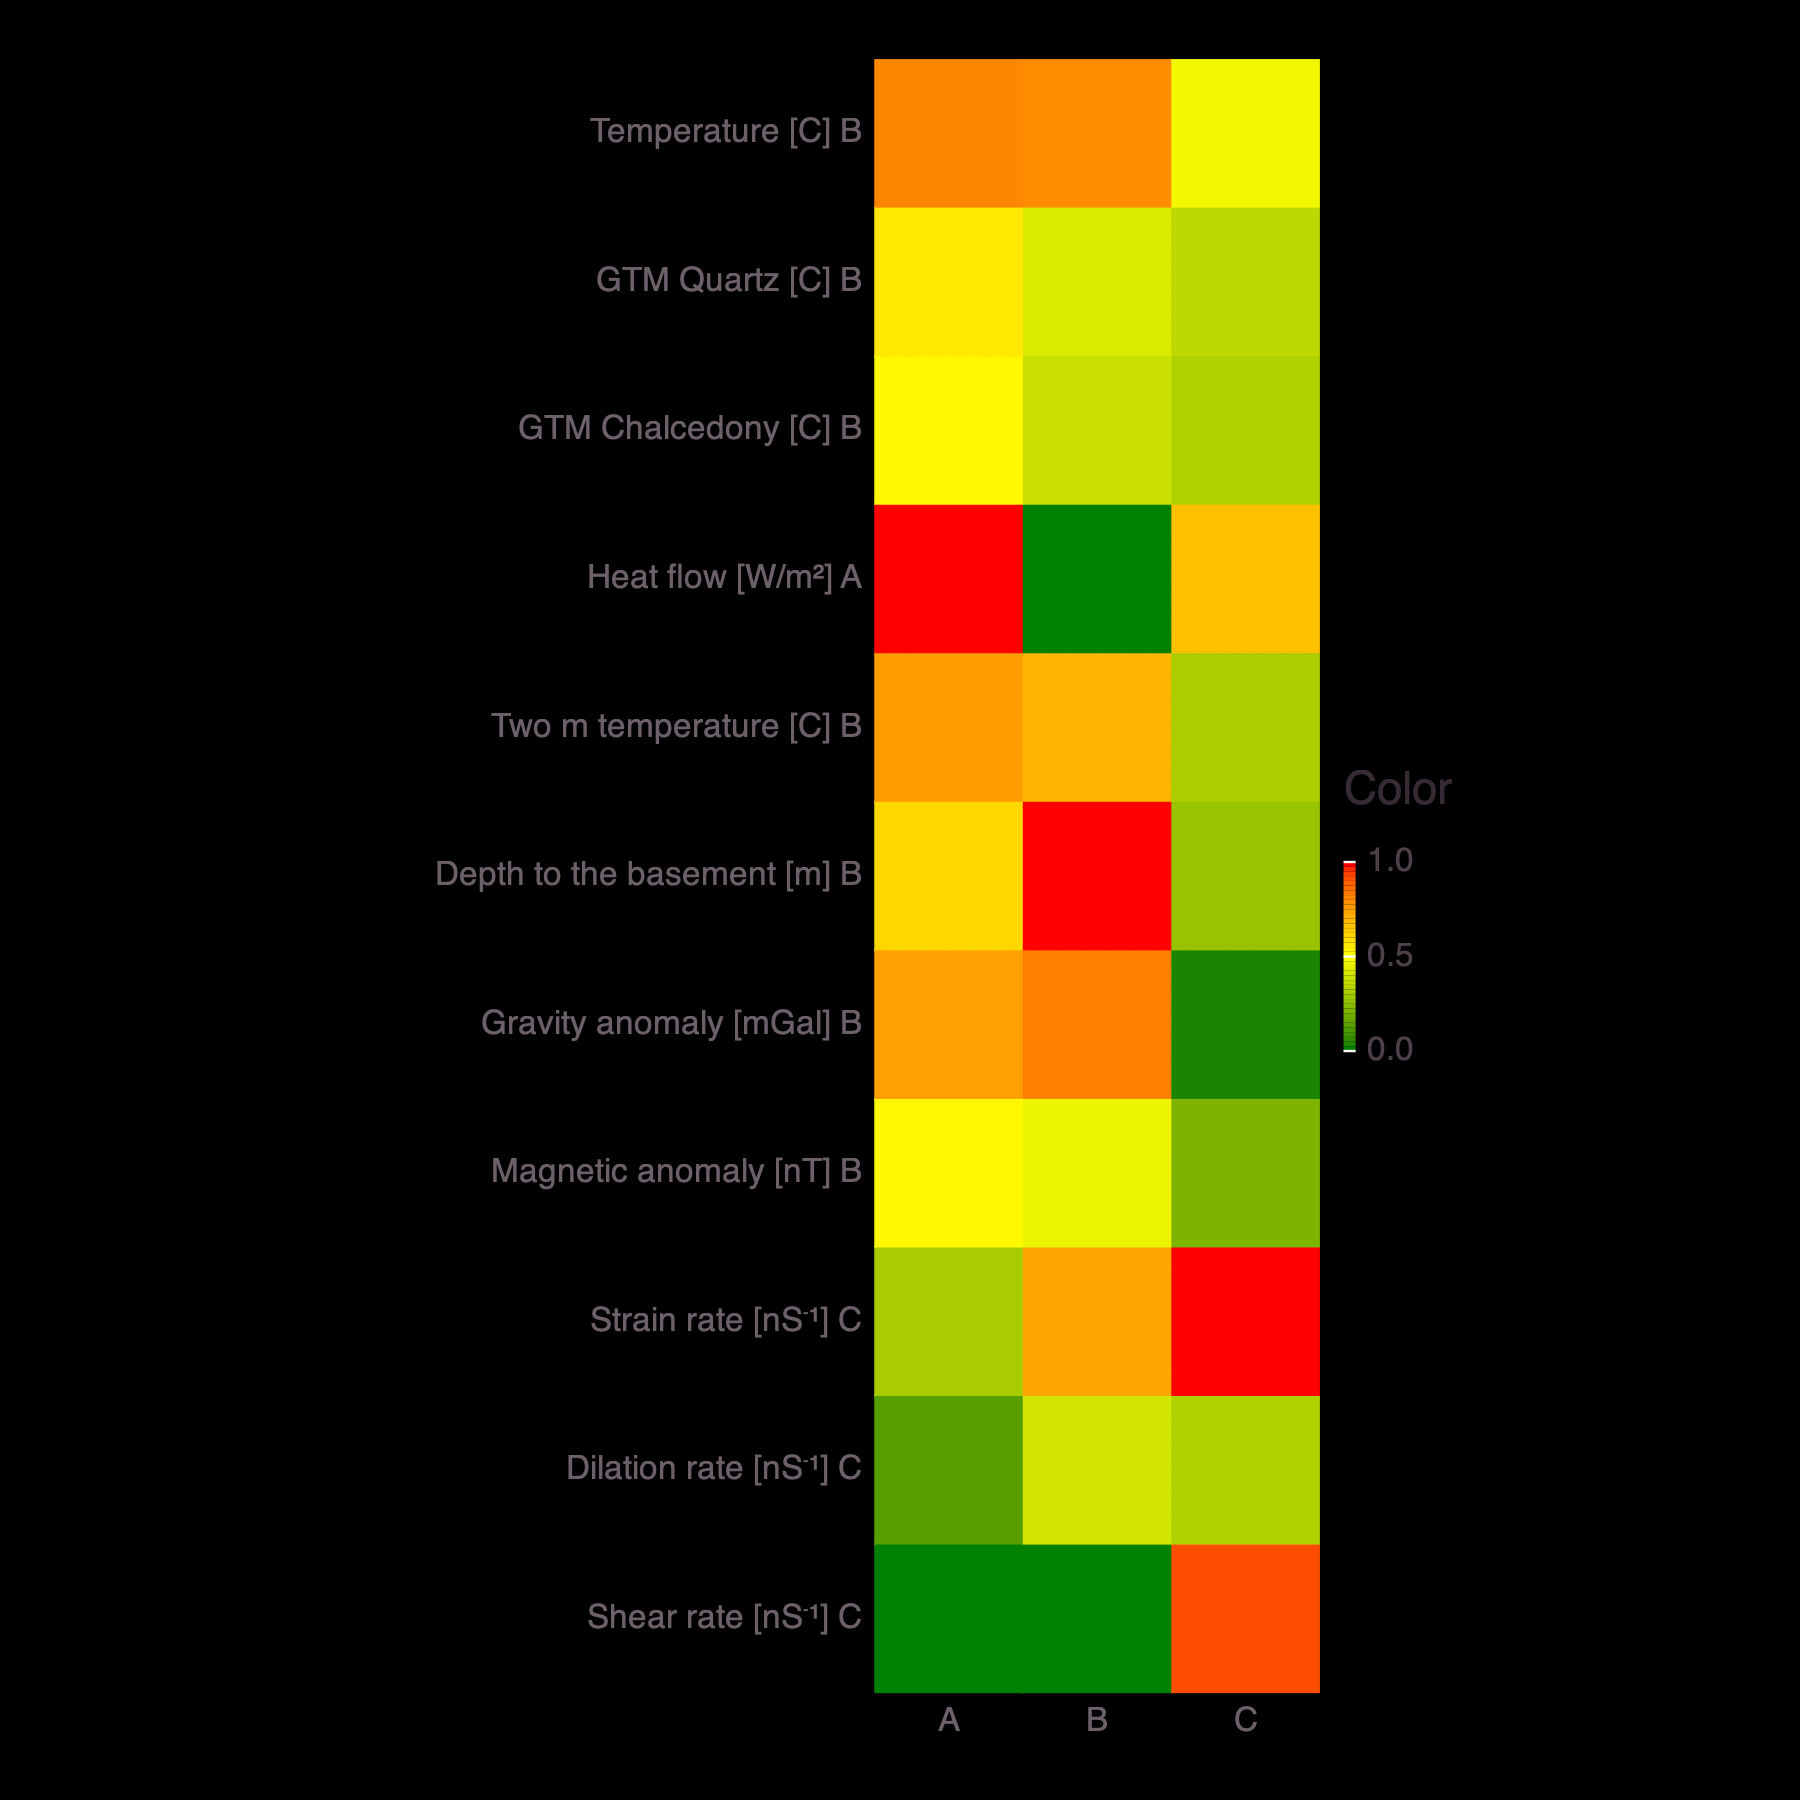 Temperature [C] B
GTM Quartz [C] B
GTM Chalcedony [C] B
Heat flow [W/m²] A
Two m temperature [C] B
Depth to the basement [m] B
Gravity anomaly [mGal] B
Magnetic anomaly [nT] B
Strain rate [nS⁻¹] C
Dilation rate [nS⁻¹] C
Shear rate [nS⁻¹] C
A B C
Color
1.0
0.5
0.0